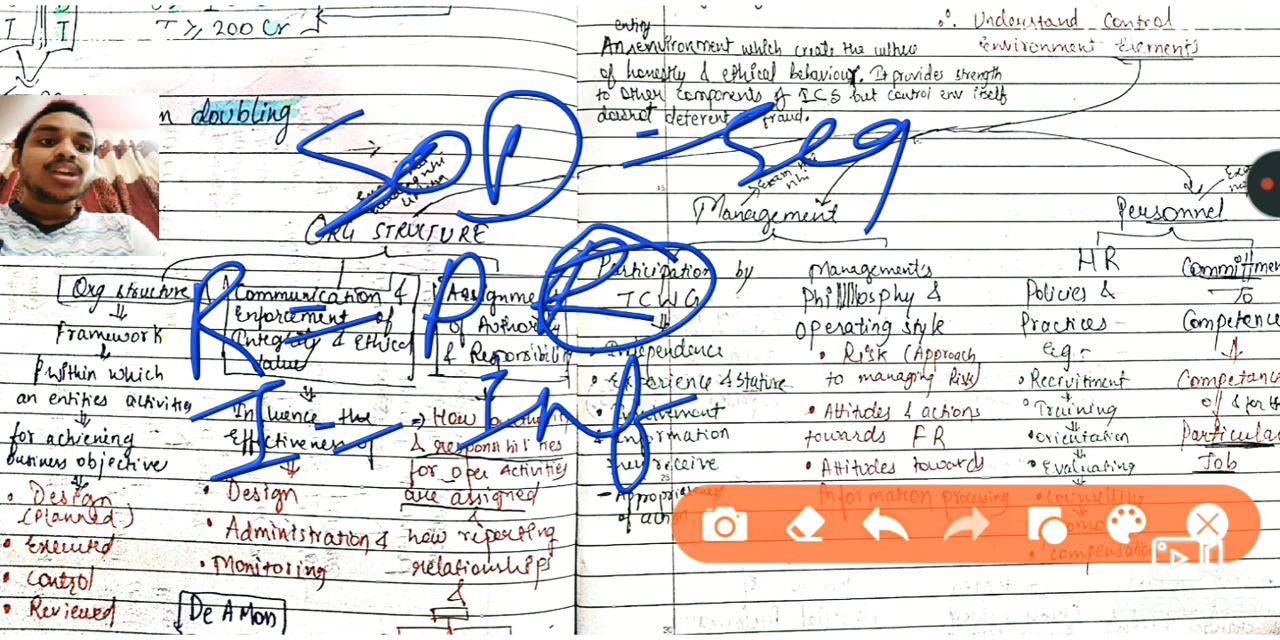 T ≥ 200 Cr
doubling
entity
An environment which create the culture
of honesty & ethical behaviour. It provides strength
to other components of ICS but control env itself
doesnot deterent fraud.
∴ Understand Control
environment elements
SOD - Seg
ORG STRUCTURE
Management
Personnel
R - P R
I - Inf
Org structure
Framework
within which
an entities activities
for achieving
business objective
• Design
(Planned)
• Executed
• Control
• Reviewed
Communication &
Enforcement of
Integrity & Ethical
value
Influence the
Effectiveness of
• Design
• Administration &
• Monitoring
De A Mon
Assignment
of Authority
& Responsibility
⇒ How
& responsibilities
for oper activities
are assigned
& how reporting
relationships
Participation by
TCWG
• Independence
• Experience & Stature
• Involvement
• Information
they receive
- Appropriateness
of action
Management's
Phillosphy &
operating style
• Risk (Approach
to managing Risk)
• Attitudes & actions
towards FR
• Attitudes towards
Information processing
HR
Policies &
Practices
eg:-
• Recruitment
• Training
• orientation
• Evaluating
• Counselling
• compensation
Commitment
To
Competence
Competance
Particular
Job